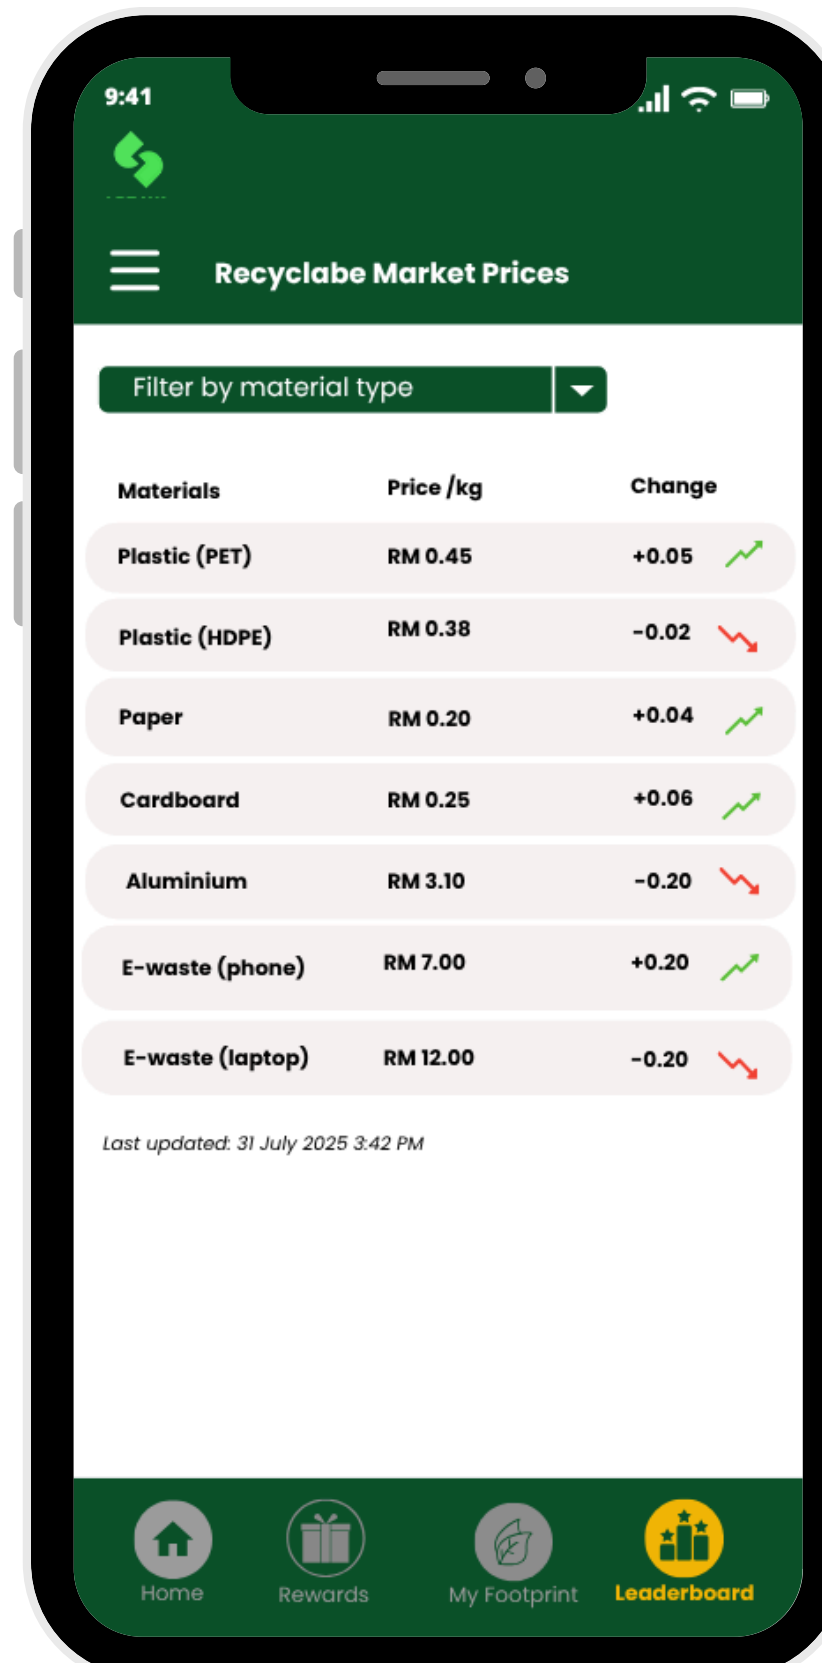 9:41
Recyclabe Market Prices
Filter by material type
Materials Price /kg Change
Plastic (PET) RM 0.45 +0.05
Plastic (HDPE) RM 0.38 -0.02
Paper RM 0.20 +0.04
Cardboard RM 0.25 +0.06
Aluminium RM 3.10 -0.20
E-waste (phone) RM 7.00 +0.20
E-waste (laptop) RM 12.00 -0.20
Last updated: 31 July 2025 3:42 PM
Home Rewards My Footprint Leaderboard